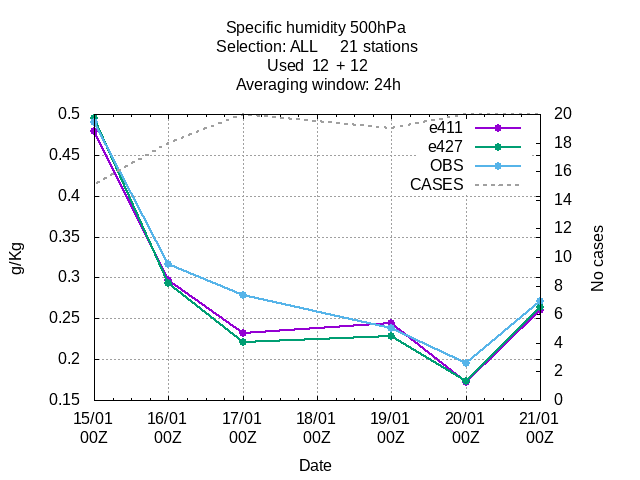 Specific humidity 500hPa
Selection: ALL     21 stations
Used  12  + 12
Averaging window: 24h
0.5
0.45
0.4
0.35
0.3
0.25
0.2
0.15
g/Kg
e411
e427
OBS
CASES
20
18
16
14
12
10
8
6
4
2
0
No cases
15/01 16/01 17/01 18/01 19/01 20/01 21/01
00Z 00Z 00Z 00Z 00Z 00Z 00Z
Date